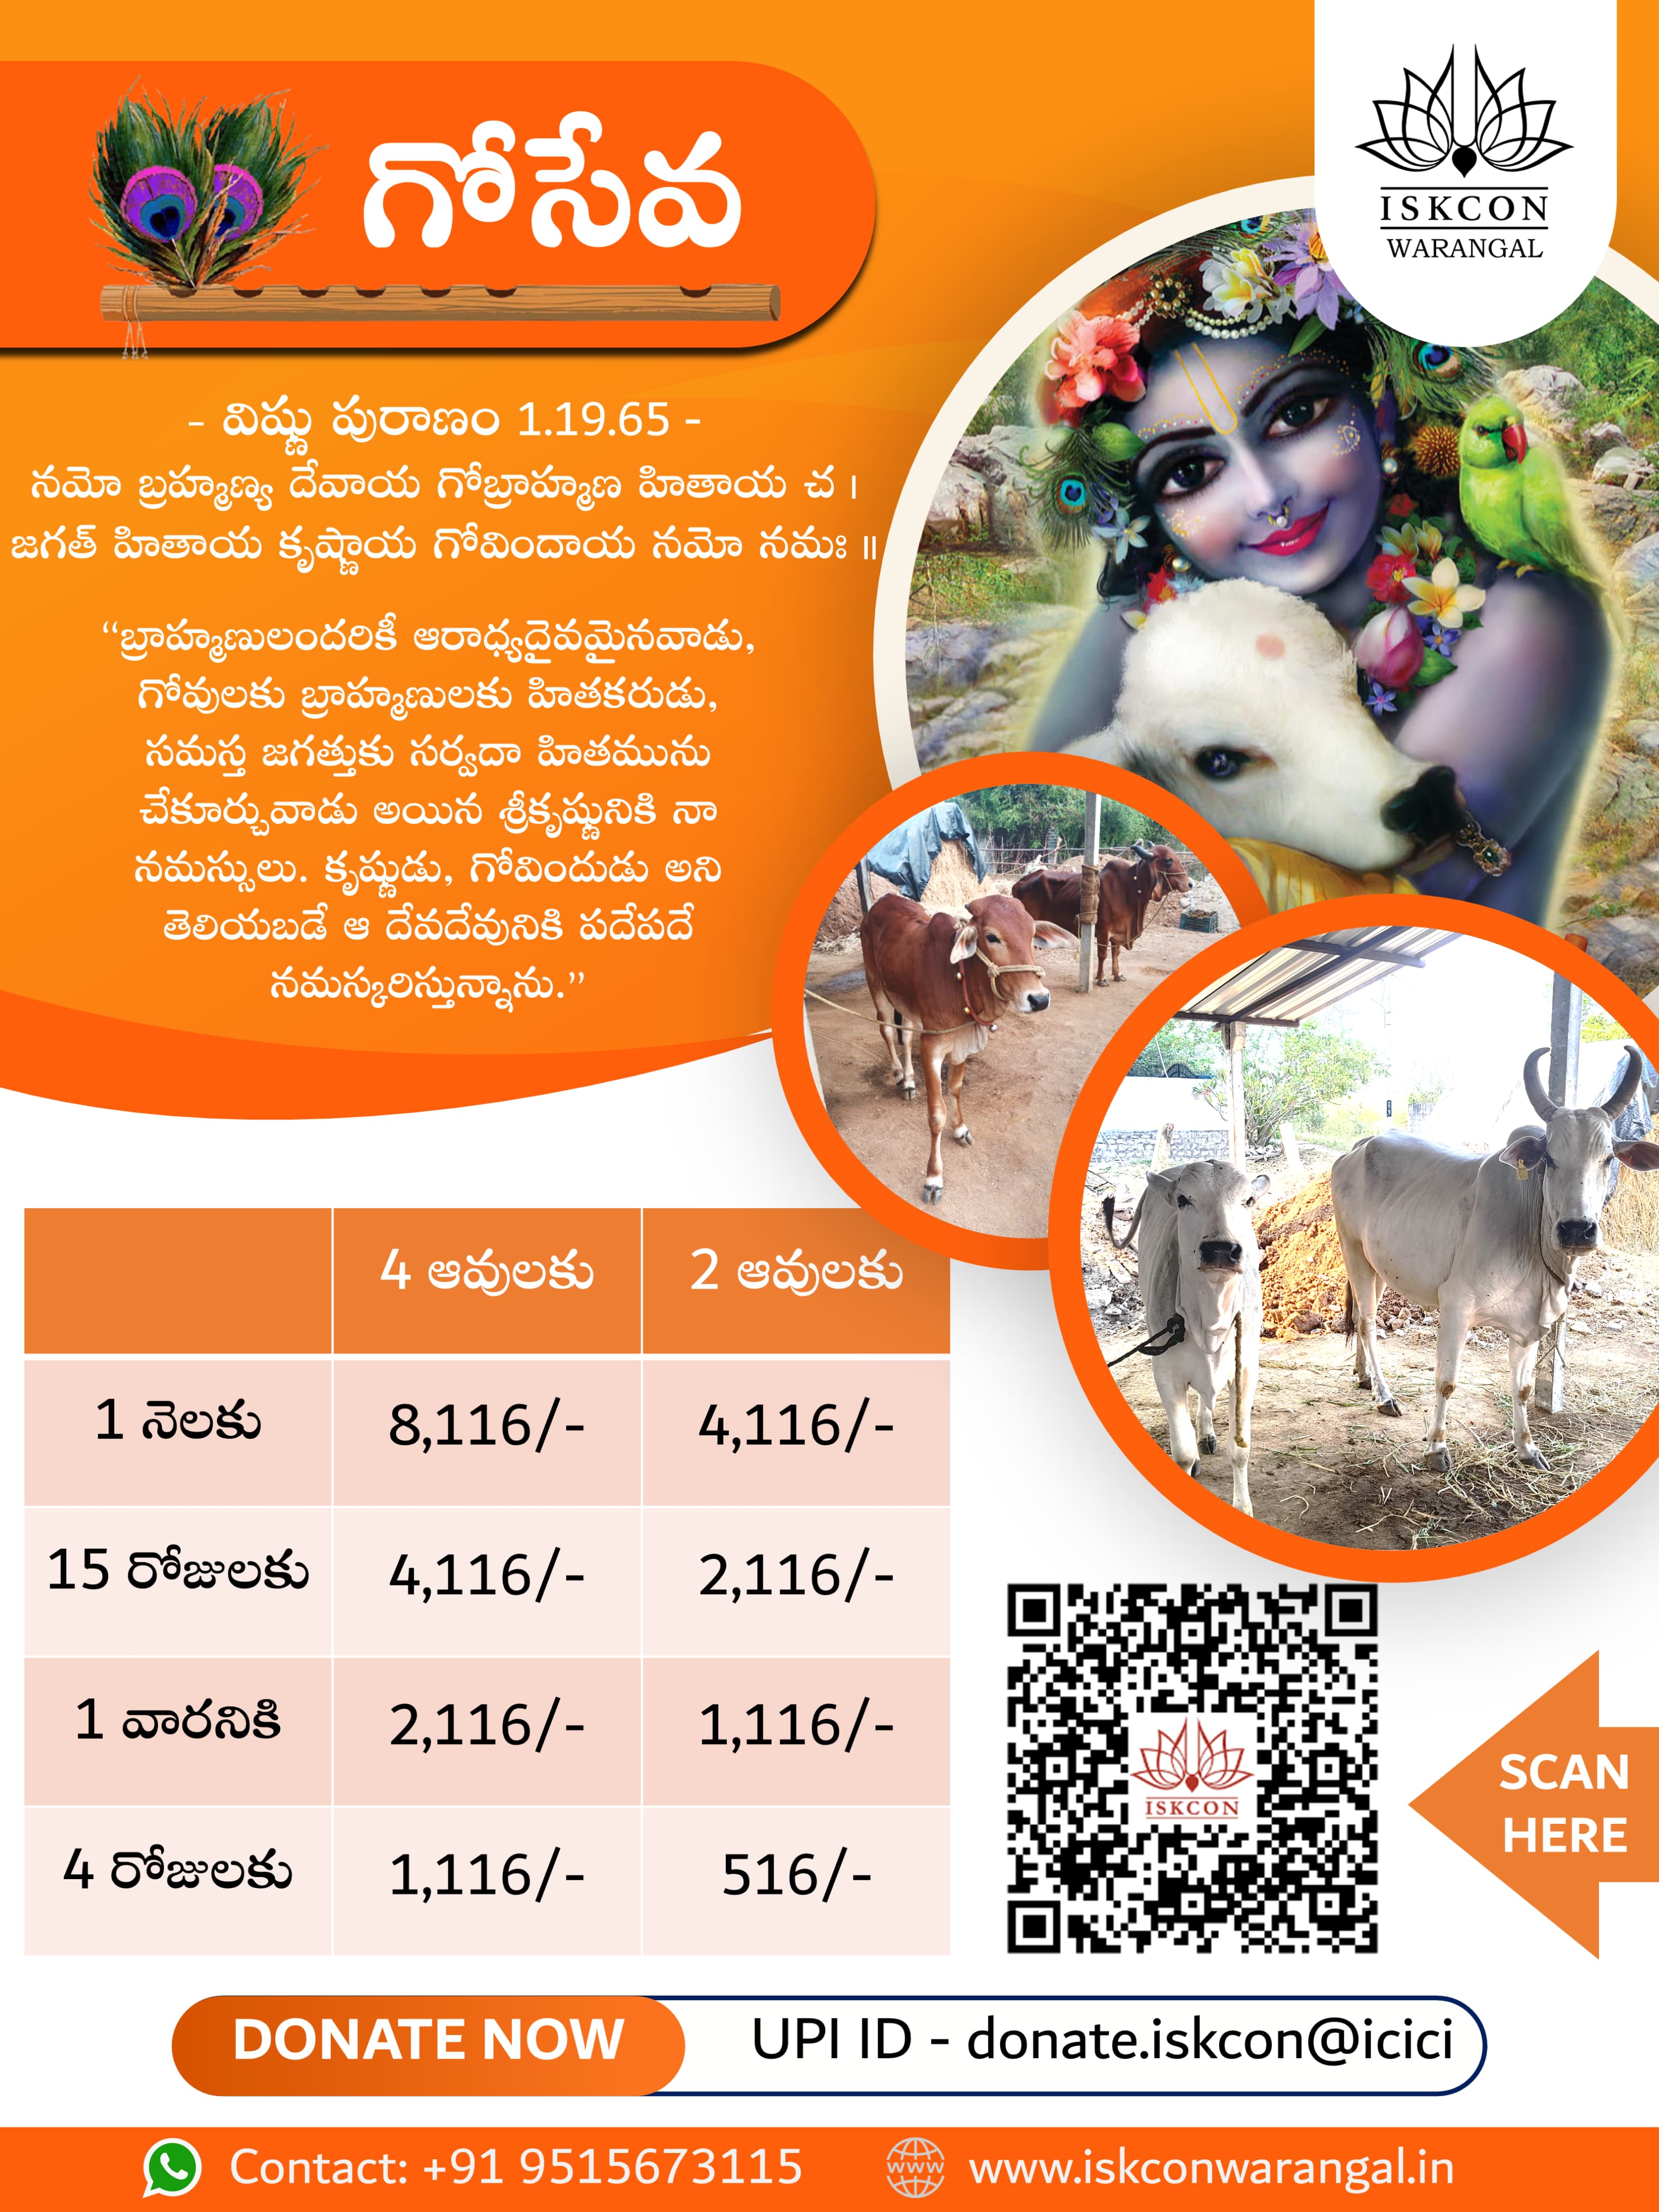 గోసేవ
ISKCON
WARANGAL
- విష్ణు పురాణం 1.19.65 -
నమో బ్రహ్మణ్య దేవాయ గోబ్రాహ్మణ హితాయ చ ।
జగత్ హితాయ కృష్ణాయ గోవిందాయ నమో నమః ॥
“బ్రాహ్మణులందరికీ ఆరాధ్యదైవమైనవాడు,
గోవులకు బ్రాహ్మణులకు హితకరుడు,
సమస్త జగత్తుకు సర్వదా హితమును
చేకూర్చువాడు అయిన శ్రీకృష్ణునికి నా
నమస్సులు. కృష్ణుడు, గోవిందుడు అని
తెలియబడే ఆ దేవదేవునికి పదేపదే
నమస్కరిస్తున్నాను.”
4 ఆవులకు 2 ఆవులకు
1 నెలకు 8,116/- 4,116/-
15 రోజులకు 4,116/- 2,116/-
1 వారనికి 2,116/- 1,116/-
4 రోజులకు 1,116/- 516/-
ISKCON
SCAN
HERE
DONATE NOW UPI ID - donate.iskcon@icici
Contact: +91 9515673115 www www.iskconwarangal.in